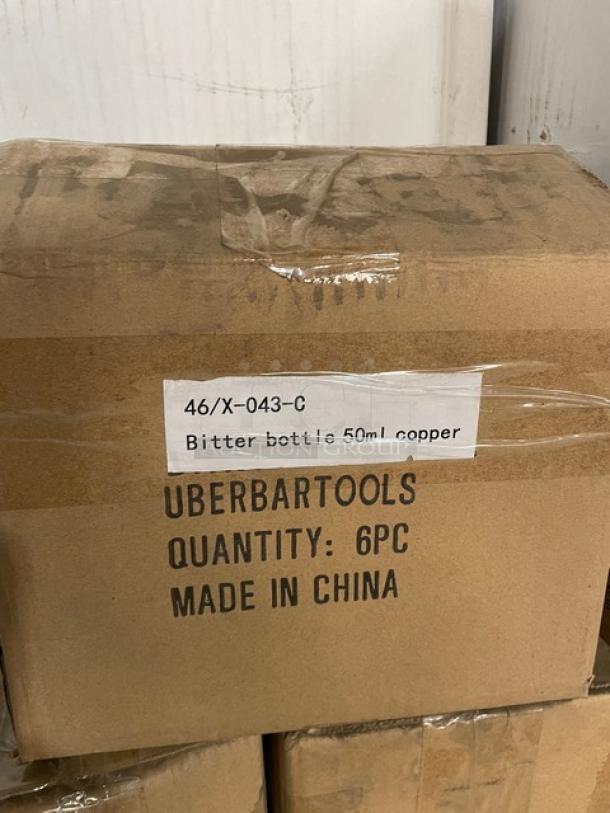 46/X-043-C
Bitter bottle 50ml copper
UBERBARTOOLS
QUANTITY: 6PC
MADE IN CHINA